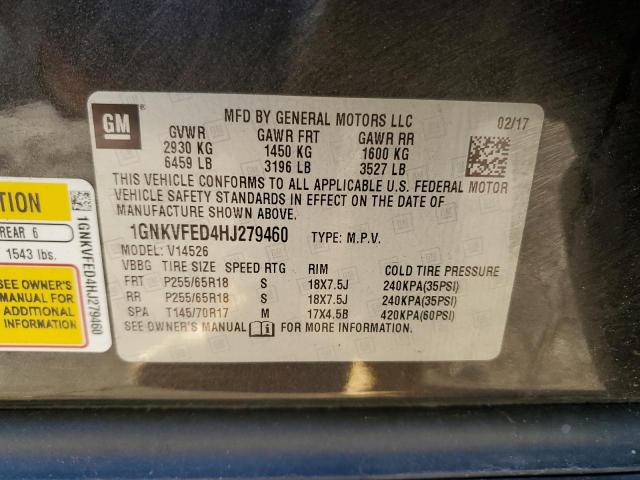 GM
MFD BY GENERAL MOTORS LLC
02/17
GVWR GAWR FRT GAWR RR
2930 KG 1450 KG 1600 KG
6459 LB 3196 LB 3527 LB
THIS VEHICLE CONFORMS TO ALL APPLICABLE U.S. FEDERAL MOTOR
VEHICLE SAFETY STANDARDS IN EFFECT ON THE DATE OF
MANUFACTURE SHOWN ABOVE.
1GNKVFED4HJ279460 TYPE: M.P.V.
MODEL: V14526
VBBG TIRE SIZE SPEED RTG RIM COLD TIRE PRESSURE
FRT P255/65R18 S 18X7.5J 240KPA(35PSI)
RR P255/65R18 S 18X7.5J 240KPA(35PSI)
SPA T145/70R17 M 17X4.5B 420KPA(60PSI)
SEE OWNER'S MANUAL FOR MORE INFORMATION.
TION
REAR 6
1543 lbs.
SEE OWNER'S
MANUAL FOR
ADDITIONAL
INFORMATION
1GNKVFED4HJ279460